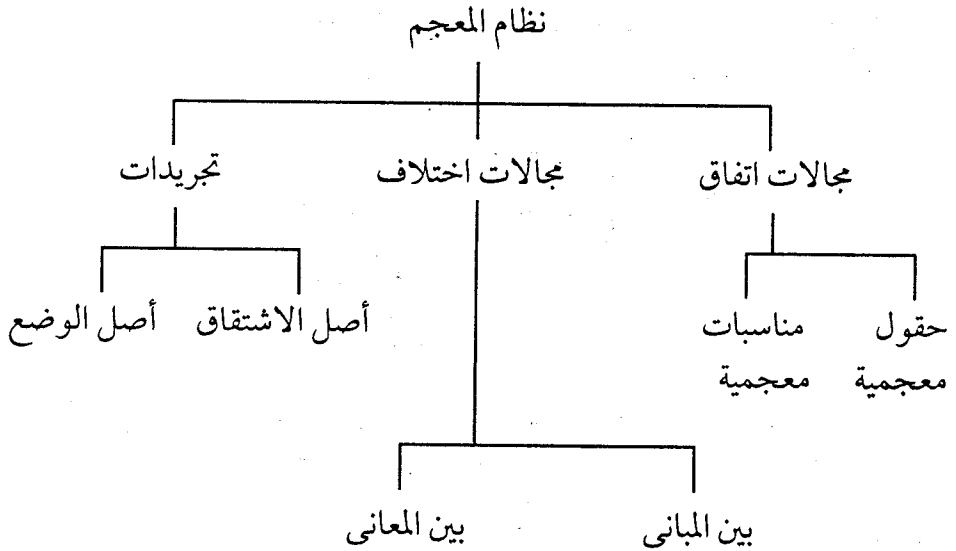 نظام المعجم
مجالات اتفاق مجالات اختلاف تجريدات
حقول مناسبات أصل الاشتقاق أصل الوضع
معجمية معجمية
بين المبانى بين المعانى